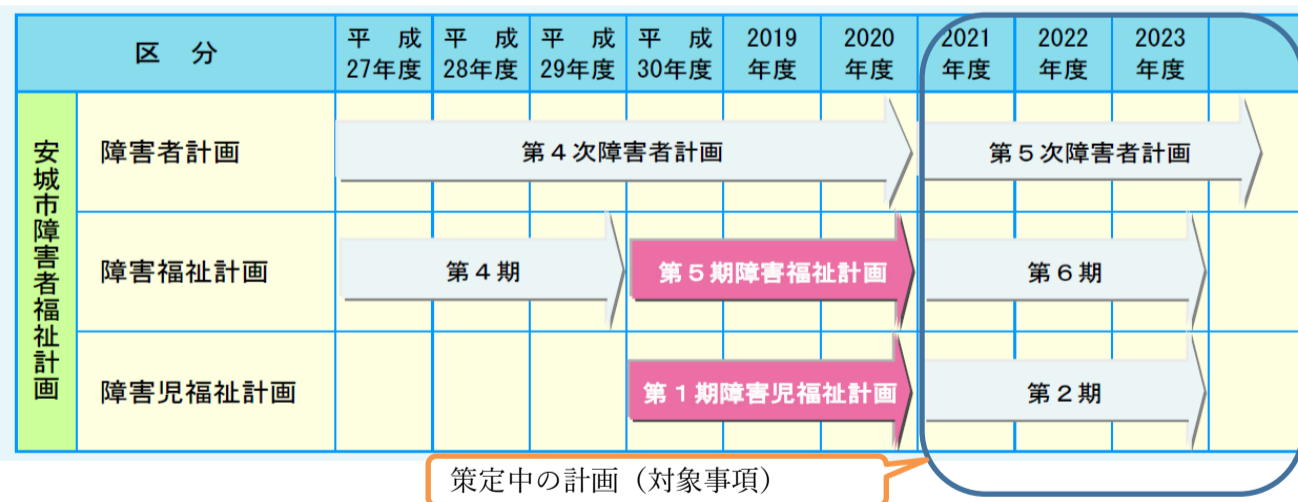 区 分
平 成
27年度
平 成
28年度
平 成
29年度
平 成
30年度
2019
年度
2020
年度
2021
年度
2022
年度
2023
年度
安城市障害者福祉計画
障害者計画
第4次障害者計画
第5次障害者計画
障害福祉計画
第4期
第5期障害福祉計画
第6期
障害児福祉計画
第1期障害児福祉計画
第2期
策定中の計画（対象事項）